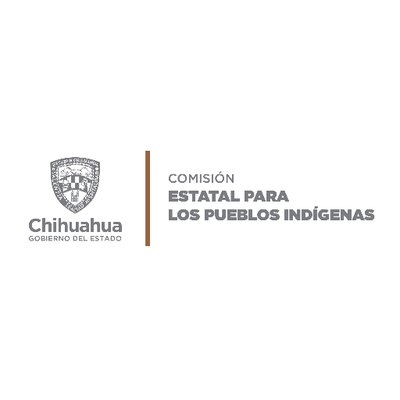 Chihuahua
GOBIERNO DEL ESTADO
COMISIÓN
ESTATAL PARA
LOS PUEBLOS INDÍGENAS